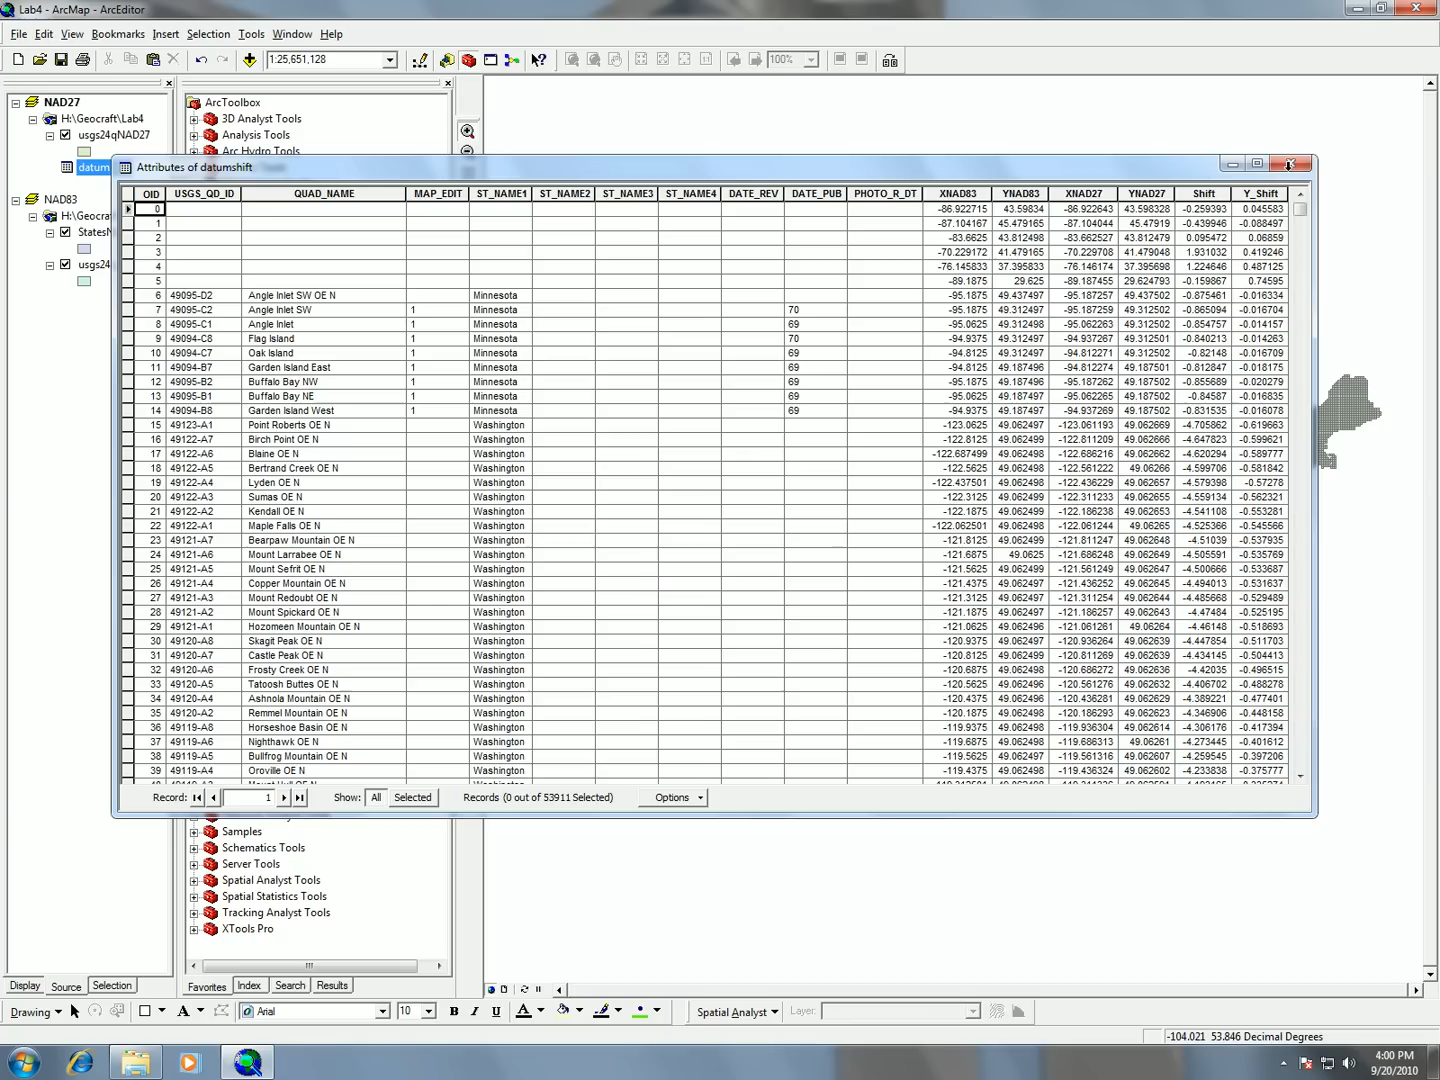 Lab4 - ArcMap - ArcEditor
File Edit View Bookmarks Insert Selection Tools Window Help
1:25,651,128 100%
NAD27
H:\Geocraft\Lab4
usgs24qNAD27
datum
NAD83
H:\Geocraf
StatesN
usgs24
ArcToolbox
3D Analyst Tools
Analysis Tools
Arc Hydro Tools
Attributes of datumshift
OID USGS_QD_ID QUAD_NAME MAP_EDIT ST_NAME1 ST_NAME2 ST_NAME3 ST_NAME4 DATE_REV DATE_PUB PHOTO_R_DT XNAD83 YNAD83 XNAD27 YNAD27 Shift Y_Shift
0 -86.922715 43.59834 -86.922643 43.598328 -0.259393 0.045583
1 -87.104167 45.479165 -87.104044 45.47919 -0.439946 -0.088497
2 -83.6625 43.812498 -83.662527 43.812479 0.095472 0.06859
3 -70.229172 41.479165 -70.229708 41.479048 1.931032 0.419246
4 -76.145833 37.395833 -76.146174 37.395698 1.224646 0.487125
5 -89.1875 29.625 -89.187455 29.624793 -0.159867 0.74595
6 49095-D2 Angle Inlet SW OE N Minnesota -95.1875 49.437497 -95.187257 49.437502 -0.875461 -0.016334
7 49095-C2 Angle Inlet SW 1 Minnesota 70 -95.1875 49.312498 -95.187257 49.312502 -0.865094 -0.016704
8 49095-C1 Angle Inlet 1 Minnesota 69 -95.0625 49.312498 -95.062263 49.312502 -0.854757 -0.014157
9 49094-C8 Flag Island 1 Minnesota 70 -94.9375 49.312497 -94.937267 49.312501 -0.840213 -0.014263
10 49094-C7 Oak Island 1 Minnesota 69 -94.8125 49.312497 -94.812271 49.312502 -0.82148 -0.016709
11 49094-B7 Garden Island East 1 Minnesota 69 -94.8125 49.187496 -94.812274 49.187501 -0.812847 -0.018175
12 49095-B2 Buffalo Bay NW 1 Minnesota 69 -95.1875 49.187496 -95.187262 49.187502 -0.855689 -0.020279
13 49095-B1 Buffalo Bay NE 1 Minnesota 69 -95.0625 49.187497 -95.062265 49.187502 -0.84587 -0.016835
14 49094-B8 Garden Island West 1 Minnesota 69 -94.9375 49.187497 -94.937269 49.187502 -0.831535 -0.016078
15 49123-A1 Point Roberts OE N Washington -123.0625 49.062498 -123.061193 49.062669 -4.705862 -0.619663
16 49122-A7 Birch Point OE N Washington -122.8125 49.062498 -122.811209 49.062666 -4.647823 -0.599621
17 49122-A6 Blaine OE N Washington -122.687499 49.062498 -122.686216 49.062662 -4.620294 -0.589777
18 49122-A5 Bertrand Creek OE N Washington -122.5625 49.062498 -122.561222 49.06266 -4.599706 -0.581842
19 49122-A4 Lyden OE N Washington -122.437501 49.062498 -122.436229 49.062657 -4.579398 -0.57278
20 49122-A3 Sumas OE N Washington -122.3125 49.062498 -122.311233 49.062655 -4.559134 -0.562321
21 49122-A2 Kendall OE N Washington -122.1875 49.062498 -122.186238 49.062653 -4.541108 -0.553281
22 49122-A1 Maple Falls OE N Washington -122.062501 49.062498 -122.061244 49.06265 -4.525366 -0.545566
23 49121-A7 Bearpaw Mountain OE N Washington -121.8125 49.062499 -121.811247 49.062648 -4.51039 -0.537935
24 49121-A6 Mount Larrabee OE N Washington -121.6875 49.0625 -121.686248 49.062649 -4.505591 -0.535769
25 49121-A5 Mount Sefrit OE N Washington -121.5625 49.062499 -121.561249 49.062647 -4.500666 -0.533687
26 49121-A4 Copper Mountain OE N Washington -121.4375 49.062498 -121.436252 49.062645 -4.494013 -0.531637
27 49121-A3 Mount Redoubt OE N Washington -121.3125 49.062497 -121.311254 49.062644 -4.485668 -0.529489
28 49121-A2 Mount Spickard OE N Washington -121.1875 49.062498 -121.186257 49.062643 -4.47484 -0.525195
29 49121-A1 Hozomeen Mountain OE N Washington -121.0625 49.062497 -121.061261 49.06264 -4.46148 -0.518693
30 49120-A8 Skagit Peak OE N Washington -120.9375 49.062498 -120.936264 49.062639 -4.447854 -0.511703
31 49120-A7 Castle Peak OE N Washington -120.8125 49.062499 -120.811269 49.062639 -4.434145 -0.504413
32 49120-A6 Frosty Creek OE N Washington -120.6875 49.062498 -120.686272 49.062636 -4.42035 -0.496515
33 49120-A5 Tatoosh Buttes OE N Washington -120.5625 49.062496 -120.561276 49.062632 -4.406702 -0.488278
34 49120-A4 Ashnola Mountain OE N Washington -120.4375 49.062496 -120.436281 49.062629 -4.389221 -0.477401
35 49120-A2 Remmel Mountain OE N Washington -120.1875 49.062498 -120.186293 49.062623 -4.346906 -0.448158
36 49119-A8 Horseshoe Basin OE N Washington -119.9375 49.062498 -119.936304 49.062614 -4.306176 -0.417394
37 49119-A6 Nighthawk OE N Washington -119.6875 49.062498 -119.686313 49.06261 -4.273445 -0.401612
38 49119-A5 Bullfrog Mountain OE N Washington -119.5625 49.062498 -119.561319 49.062609 -4.259545 -0.397206
39 49119-A4 Oroville OE N Washington -119.4375 49.062498 -119.436324 49.062602 -4.233838 -0.375777
Record: 1 Show: All Selected Records (0 out of 53911 Selected) Options
Samples
Schematics Tools
Server Tools
Spatial Analyst Tools
Spatial Statistics Tools
Tracking Analyst Tools
XTools Pro
Display Source Selection Favorites Index Search Results
Drawing A Arial 10 B I U A Spatial Analyst Layer:
-104.021 53.846 Decimal Degrees
4:00 PM
9/20/2010